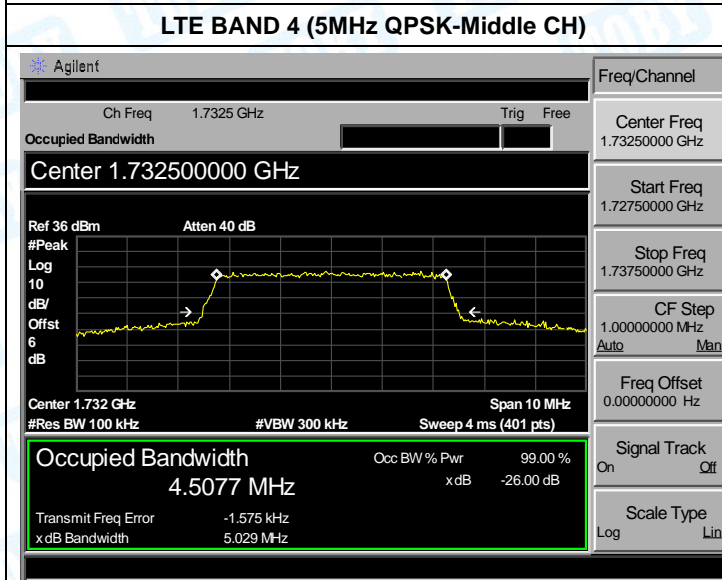 LTE BAND 4 (5MHz QPSK-Middle CH)
Agilent
Freq/Channel
Ch Freq 1.7325 GHz Trig Free
Occupied Bandwidth
Center 1.732500000 GHz
Ref 36 dBm Atten 40 dB
#Peak
Log
10
dB/
Offst
6
dB
Center 1.732 GHz Span 10 MHz
#Res BW 100 kHz #VBW 300 kHz Sweep 4 ms (401 pts)
Occupied Bandwidth Occ BW % Pwr 99.00 %
4.5077 MHz x dB -26.00 dB
Transmit Freq Error -1.575 kHz
x dB Bandwidth 5.029 MHz
Center Freq
1.73250000 GHz
Start Freq
1.72750000 GHz
Stop Freq
1.73750000 GHz
CF Step
1.00000000 MHz
Auto Man
Freq Offset
0.00000000 Hz
Signal Track
On Off
Scale Type
Log Lin